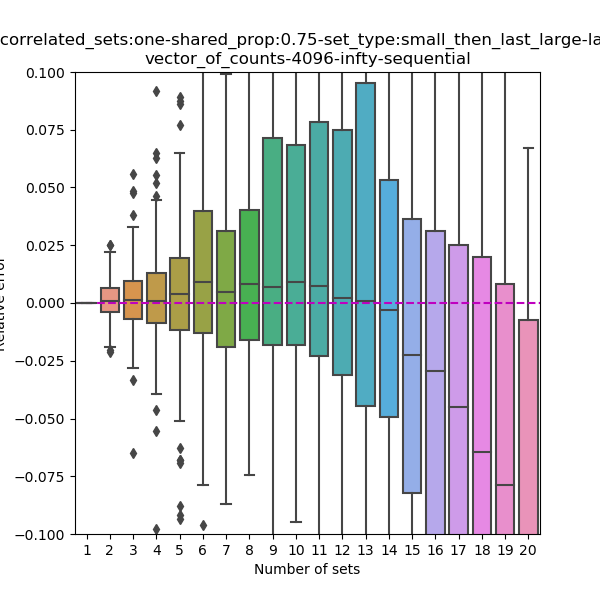 correlated_sets:one-shared_prop:0.75-set_type:small_then_last_large-la
vector_of_counts-4096-infty-sequential
0.100
0.075
0.050
0.025
0.000
−0.025
−0.050
−0.075
−0.100
Relative error
1 2 3 4 5 6 7 8 9 10 11 12 13 14 15 16 17 18 19 20
Number of sets